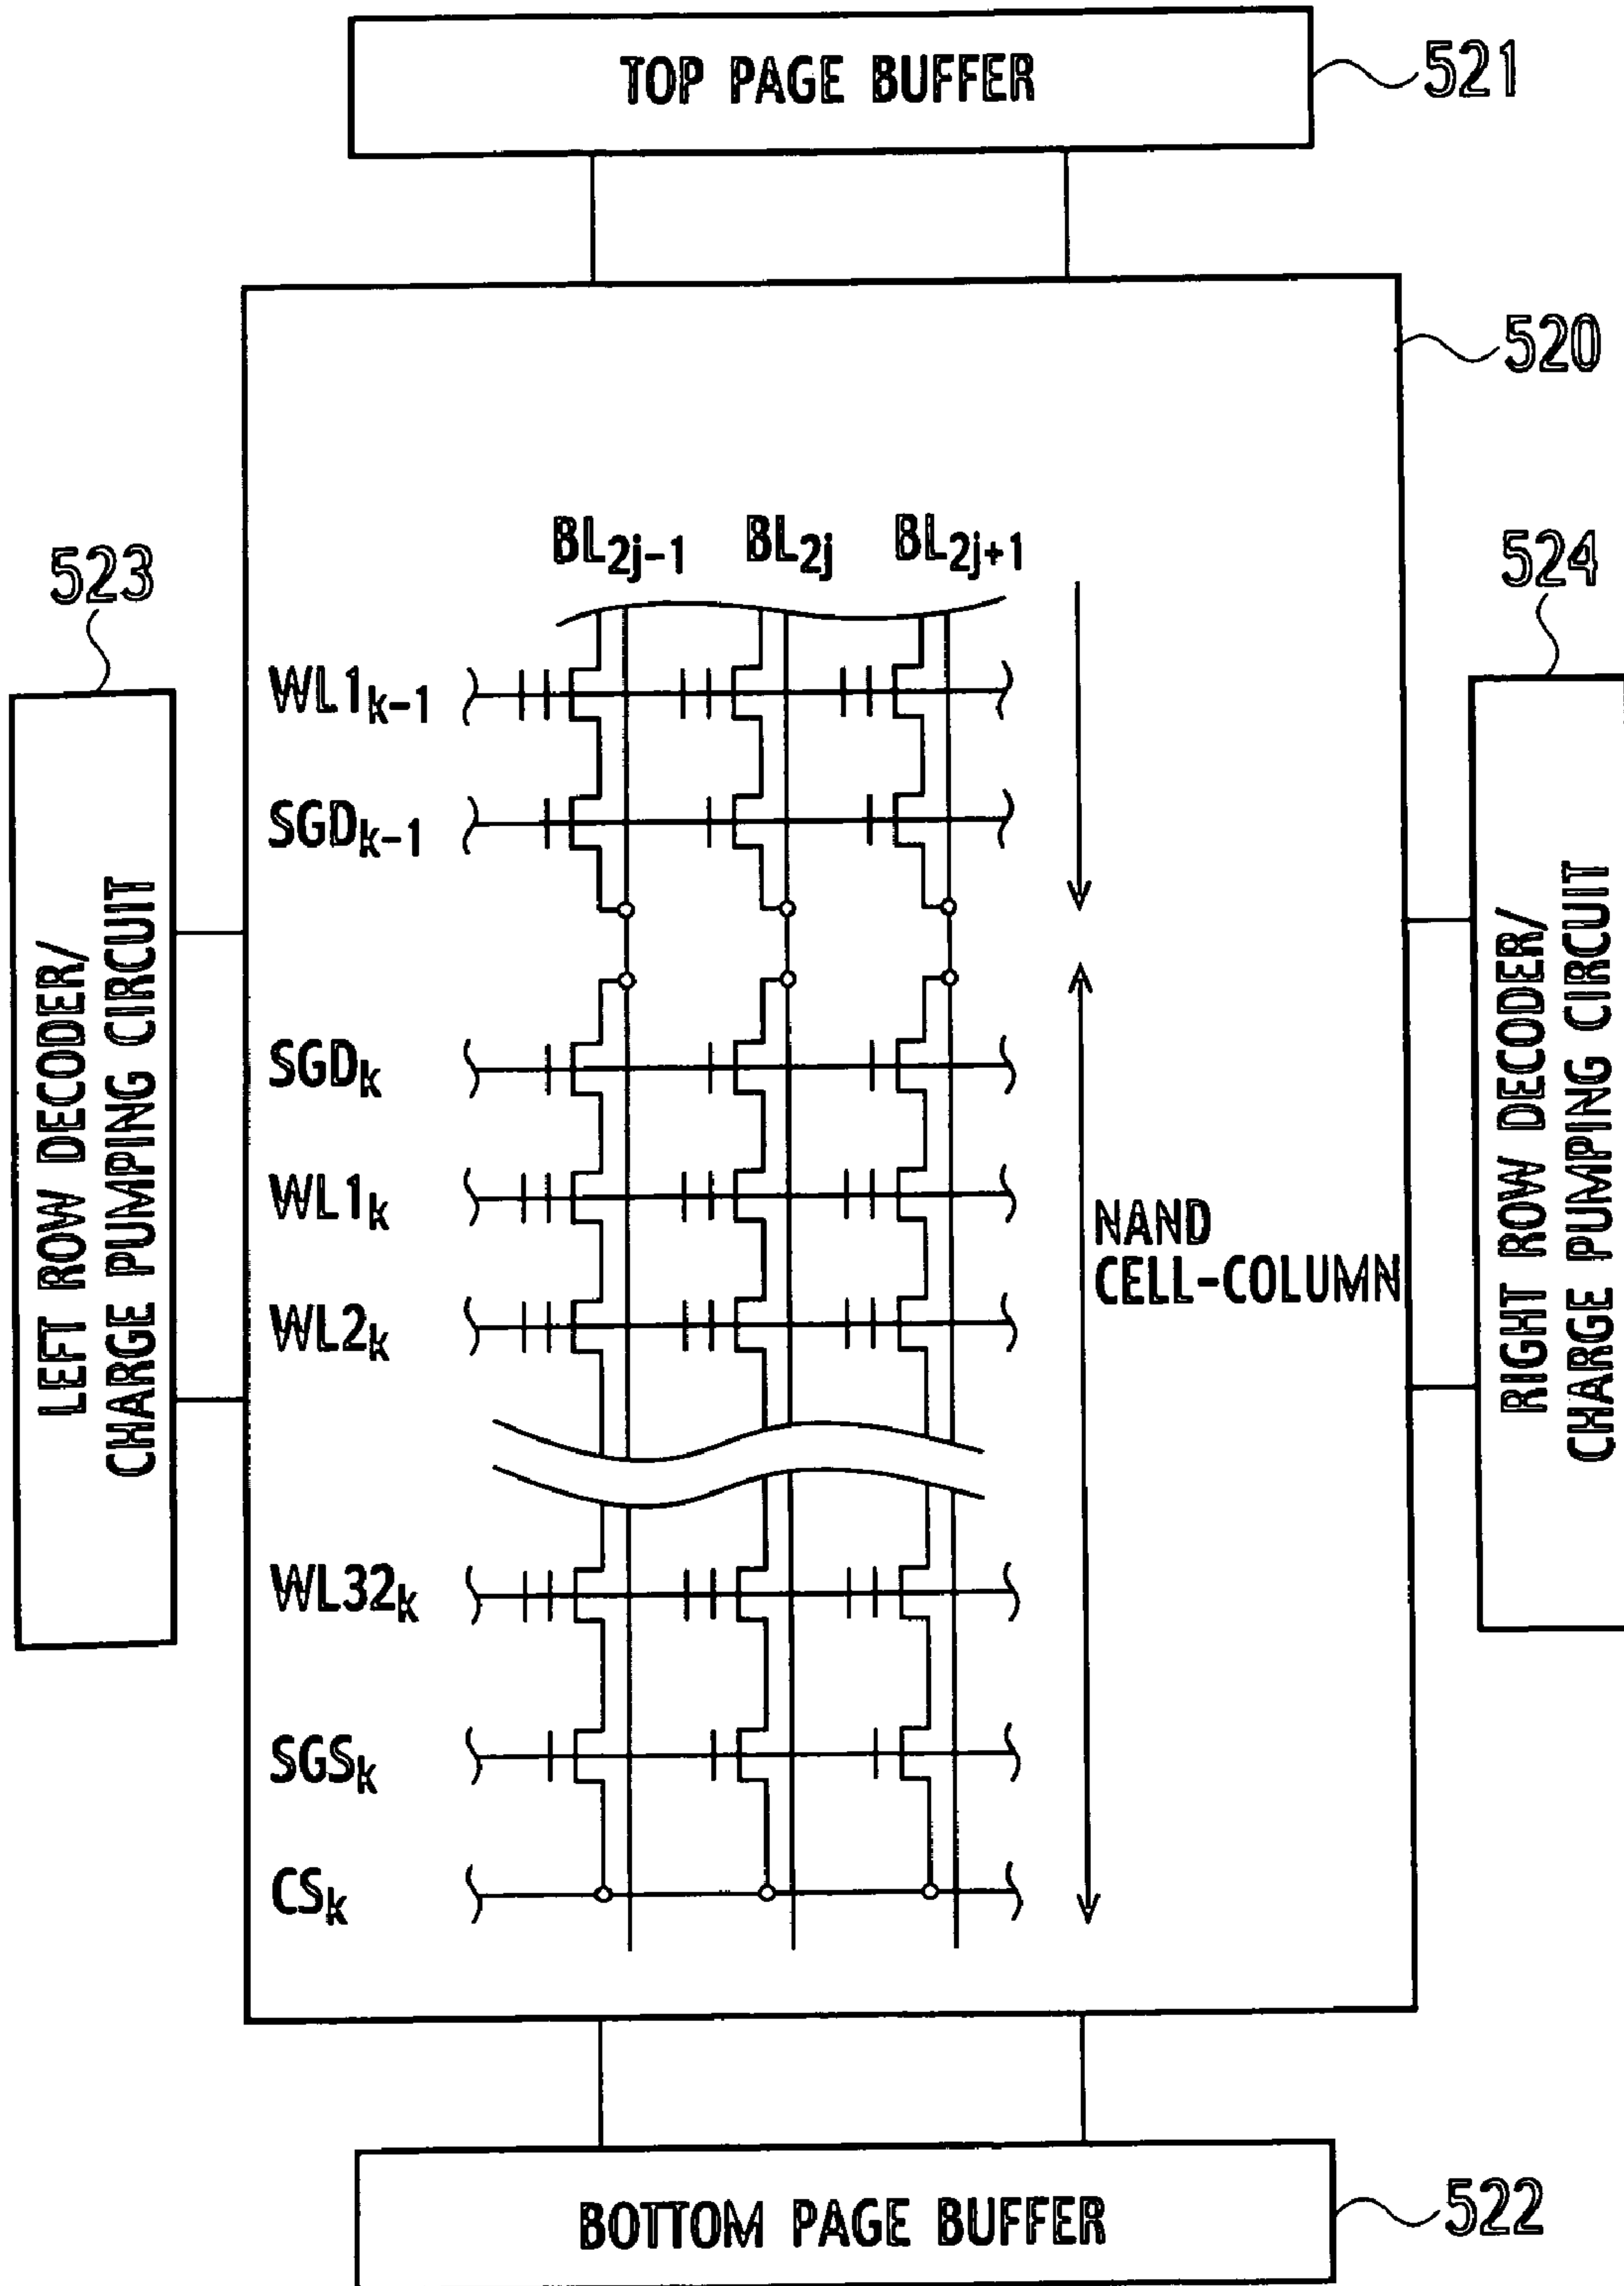 TOP PAGE BUFFER
521
520
BL2j-1 BL2j BL2j+1
523
524
WL1k-1
SGDk-1
SGDk
WL1k
WL2k
NAND
CELL-COLUMN
WL32k
SGSk
CSk
LEFT ROW DECODER/
CHARGE PUMPING CIRCUIT
RIGHT ROW DECODER/
CHARGE PUMPING CIRCUIT
BOTTOM PAGE BUFFER
522